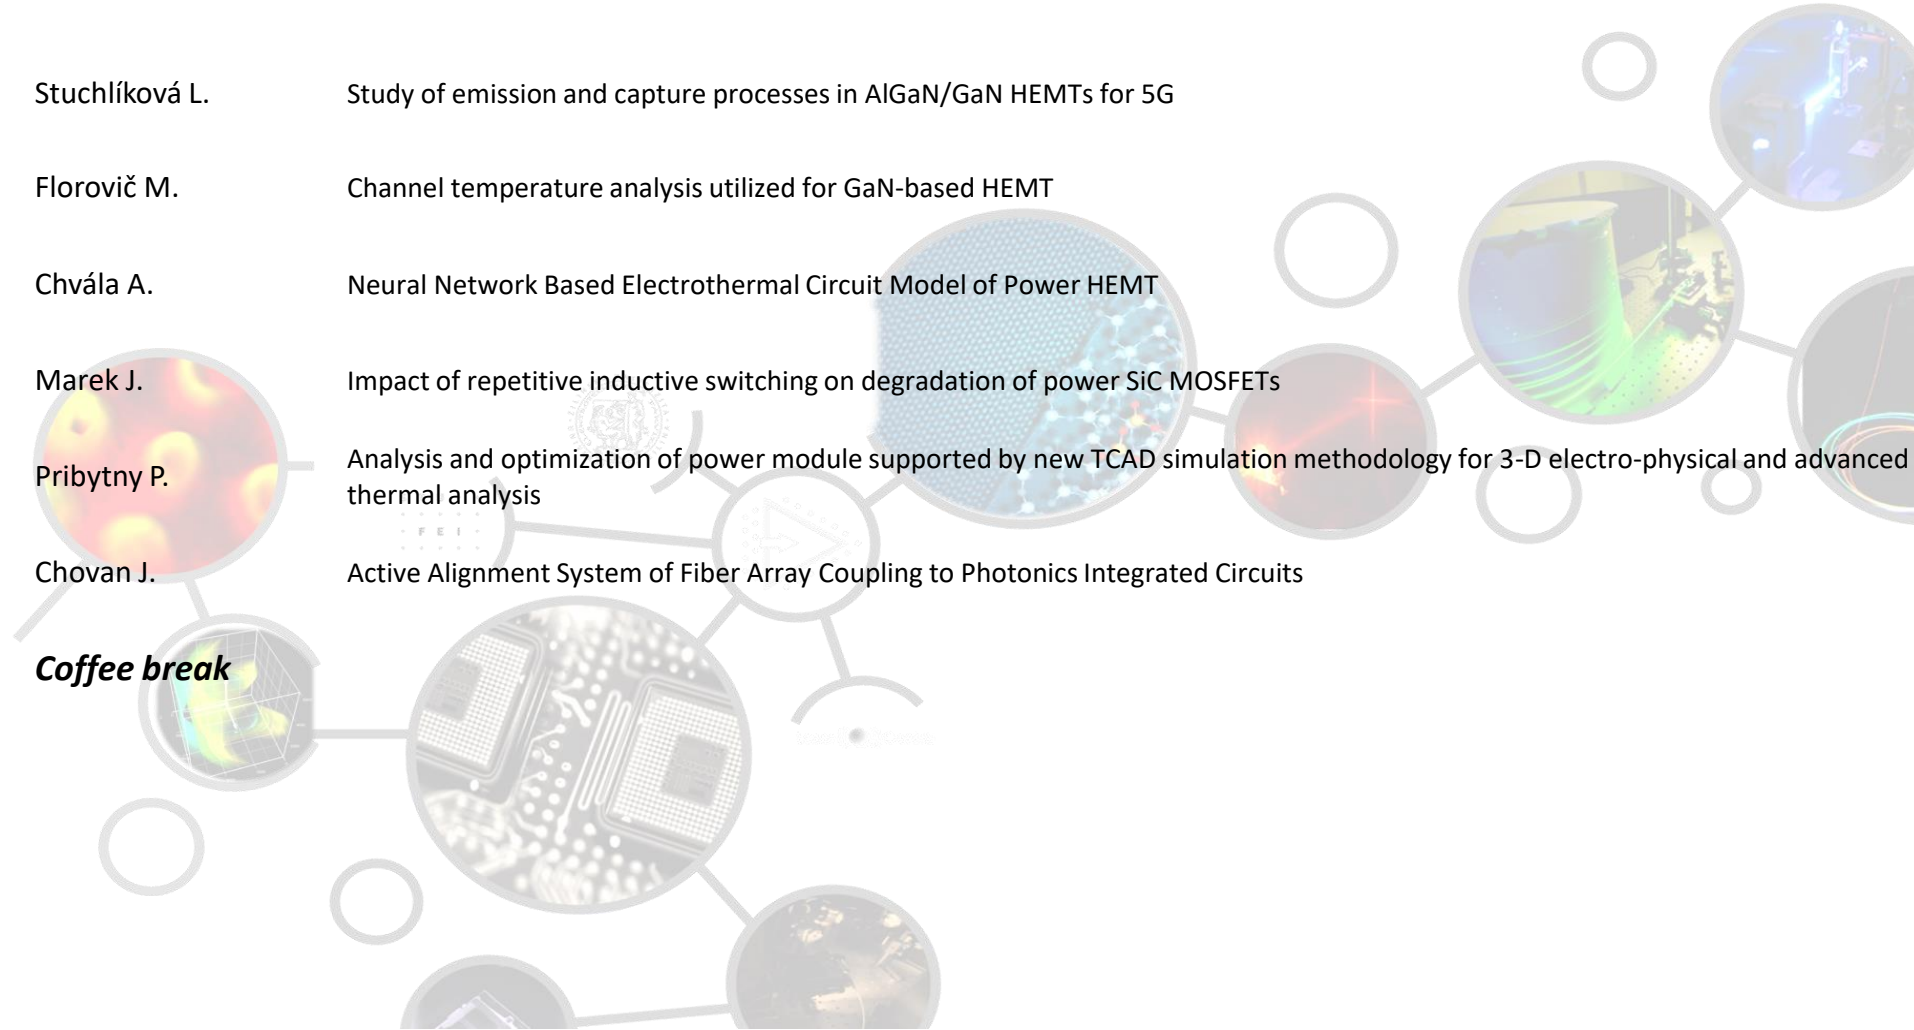 Stuchlíková L. Study of emission and capture processes in AlGaN/GaN HEMTs for 5G
Florovič M. Channel temperature analysis utilized for GaN-based HEMT
Chvála A. Neural Network Based Electrothermal Circuit Model of Power HEMT
Marek J. Impact of repetitive inductive switching on degradation of power SiC MOSFETs
Pribytny P. Analysis and optimization of power module supported by new TCAD simulation methodology for 3-D electro-physical and advanced
thermal analysis
F E I
Chovan J. Active Alignment System of Fiber Array Coupling to Photonics Integrated Circuits
Coffee break